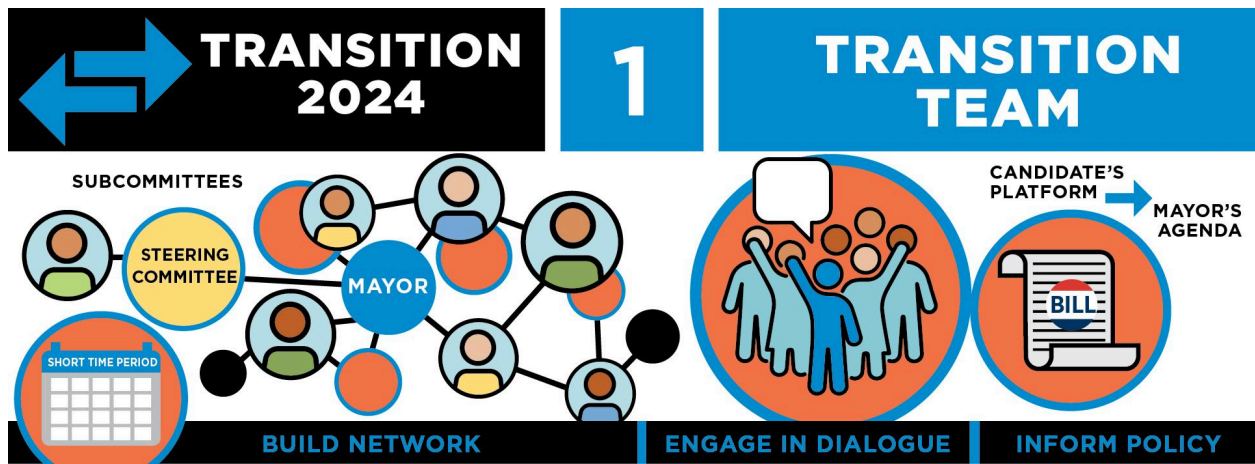 TRANSITION
2024
1
TRANSITION
TEAM
SUBCOMMITTEES
STEERING
COMMITTEE
MAYOR
SHORT TIME PERIOD
CANDIDATE'S
PLATFORM
MAYOR'S
AGENDA
BILL
BUILD NETWORK
ENGAGE IN DIALOGUE
INFORM POLICY